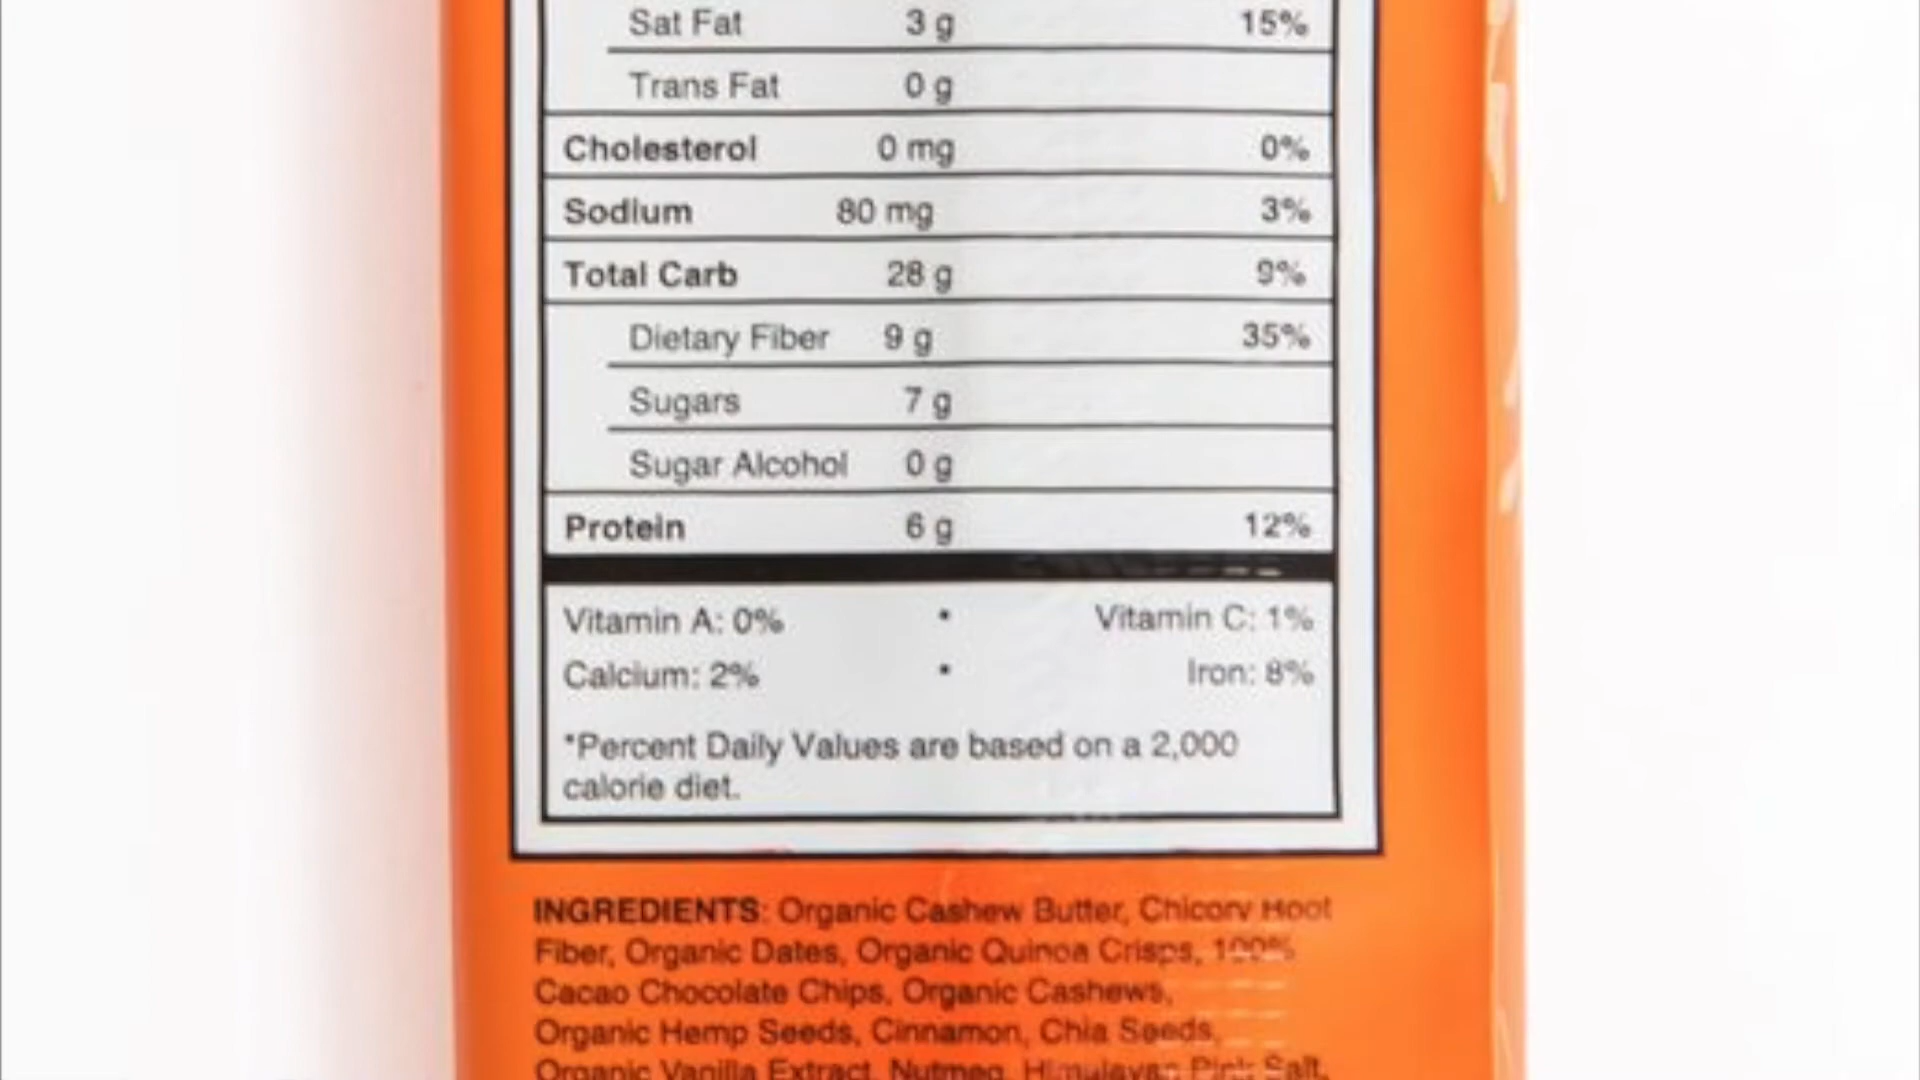 Sat Fat 3 g 15%
Trans Fat 0 g
Cholesterol 0 mg 0%
Sodium 80 mg 3%
Total Carb 28 g 9%
Dietary Fiber 9 g 35%
Sugars 7 g
Sugar Alcohol 0 g
Protein 6 g 12%
Vitamin A: 0% • Vitamin C: 1%
Calcium: 2% • Iron: 8%
*Percent Daily Values are based on a 2,000
calorie diet.
INGREDIENTS: Organic Cashew Butter, Chicory Root
Fiber, Organic Dates, Organic Quinoa Crisps, 100%
Cacao Chocolate Chips, Organic Cashews,
Organic Hemp Seeds, Cinnamon, Chia Seeds,
Organic Vanilla Extract, Nutmeg, Himalayan Pink Salt,